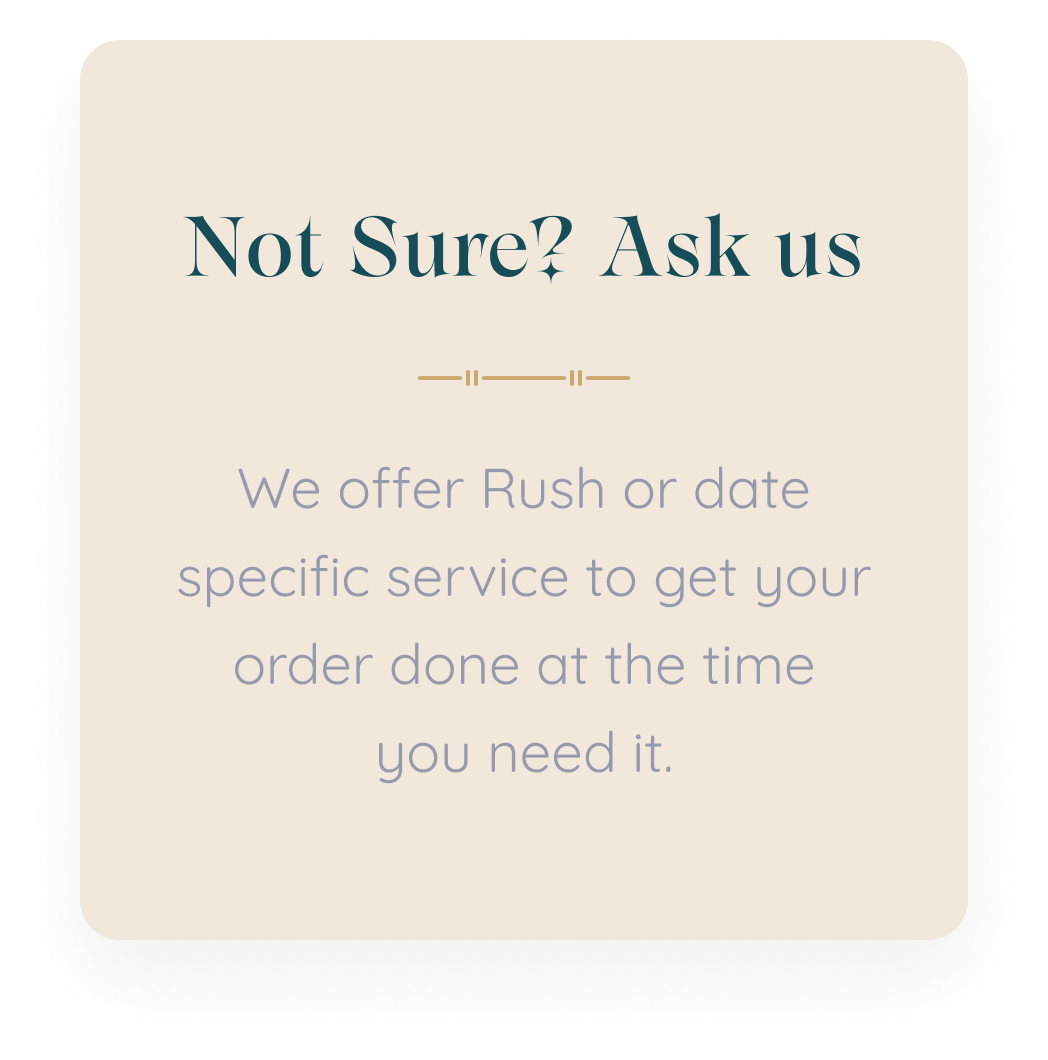 Not Sure? Ask us
We offer Rush or date
specific service to get your
order done at the time
you need it.